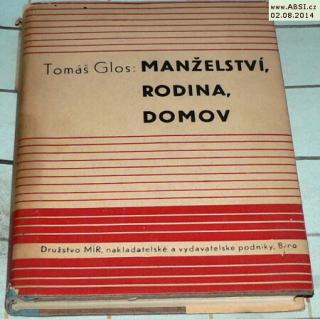 www.ABSI.cz
02.08.2014
Tomáš Glos: MANŽELSTVÍ,
RODINA,
DOMOV
Družstvo MÍR, nakladatelské a vydavatelské podniky, Brno